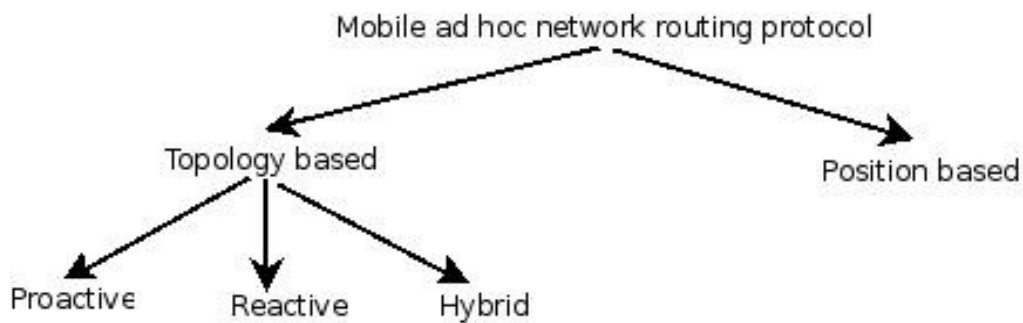 Mobile ad hoc network routing protocol
Topology based
Position based
Proactive
Reactive
Hybrid